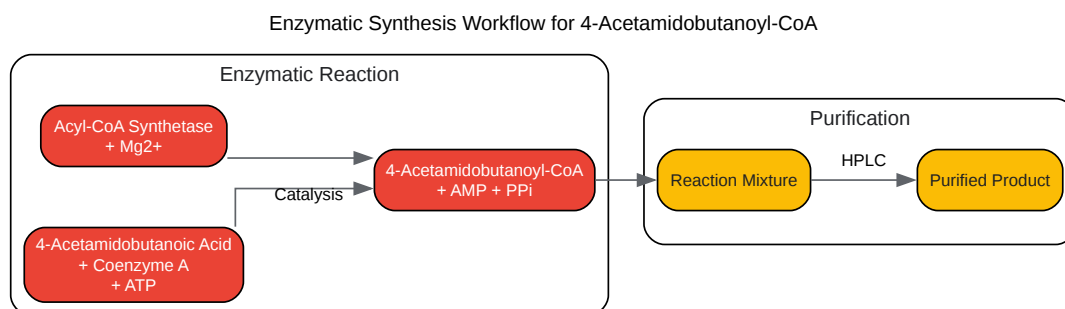 Enzymatic Synthesis Workflow for 4-Acetamidobutanoyl-CoA
Enzymatic Reaction
Acyl-CoA Synthetase
+ Mg2+
4-Acetamidobutanoic Acid
+ Coenzyme A
+ ATP
Catalysis
4-Acetamidobutanoyl-CoA
+ AMP + PPi
Purification
Reaction Mixture
HPLC
Purified Product